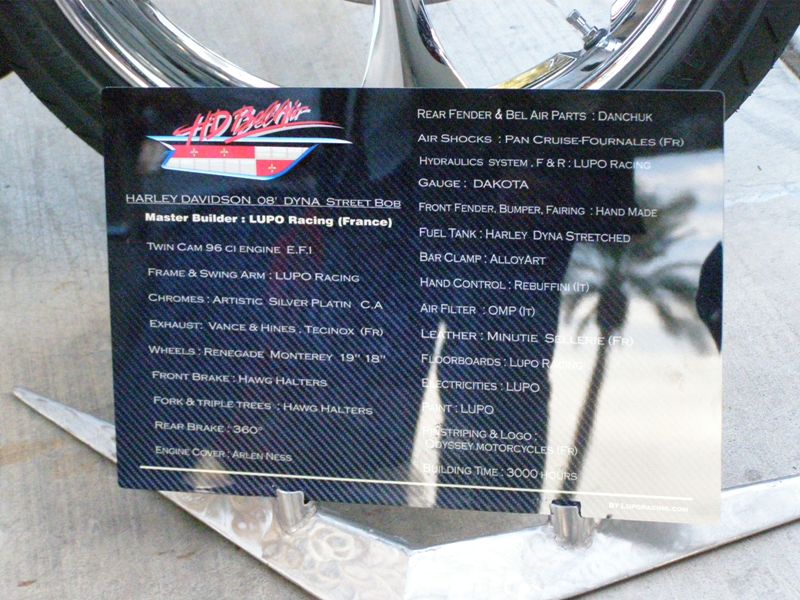 HD BelAir
HARLEY DAVIDSON 08' DYNA STREET BOB
Master Builder : LUPO Racing (France)
TWIN CAM 96 CI ENGINE E.F.I
FRAME & SWING ARM : LUPO RACING
CHROMES : ARTISTIC SILVER PLATIN C.A
EXHAUST: VANCE & HINES , TECINOX (FR)
WHEELS : RENEGADE MONTEREY 19" 18"
FRONT BRAKE : HAWG HALTERS
FORK & TRIPLE TREES : HAWG HALTERS
REAR BRAKE : 360°
ENGINE COVER : ARLEN NESS
REAR FENDER & BEL AIR PARTS : DANCHUK
AIR SHOCKS : PAN CRUISE-FOURNALES (FR)
HYDRAULICS SYSTEM , F & R : LUPO RACING
GAUGE : DAKOTA
FRONT FENDER, BUMPER, FAIRING : HAND MADE
FUEL TANK : HARLEY DYNA STRETCHED
BAR CLAMP : ALLOYART
HAND CONTROL : REBUFFINI (IT)
AIR FILTER : OMP (IT)
LEATHER : MINUTIE SELLERIE (FR)
FLOORBOARDS : LUPO RACING
ELECTRICITIES : LUPO
PAINT : LUPO
PINSTRIPING & LOGO :
ODYSSEY MOTORCYCLES (FR)
BUILDING TIME : 3000 HOURS
BY LUPORACING.COM